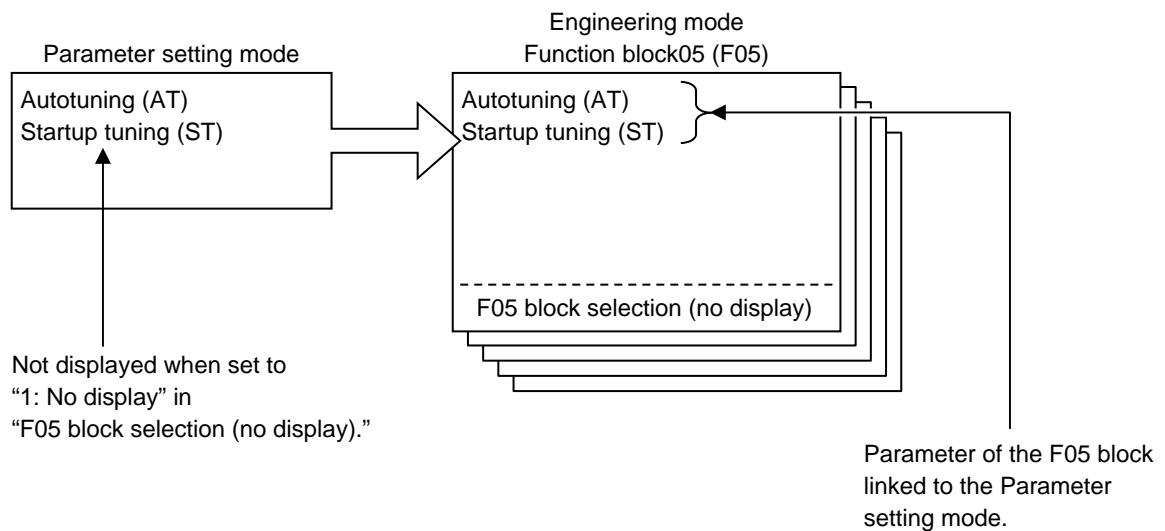 Engineering mode
Parameter setting mode
Function block05 (F05)
Autotuning (AT)
Startup tuning (ST)
Autotuning (AT)
Startup tuning (ST)
F05 block selection (no display)
Not displayed when set to
“1: No display” in
“F05 block selection (no display).”
Parameter of the F05 block
linked to the Parameter
setting mode.